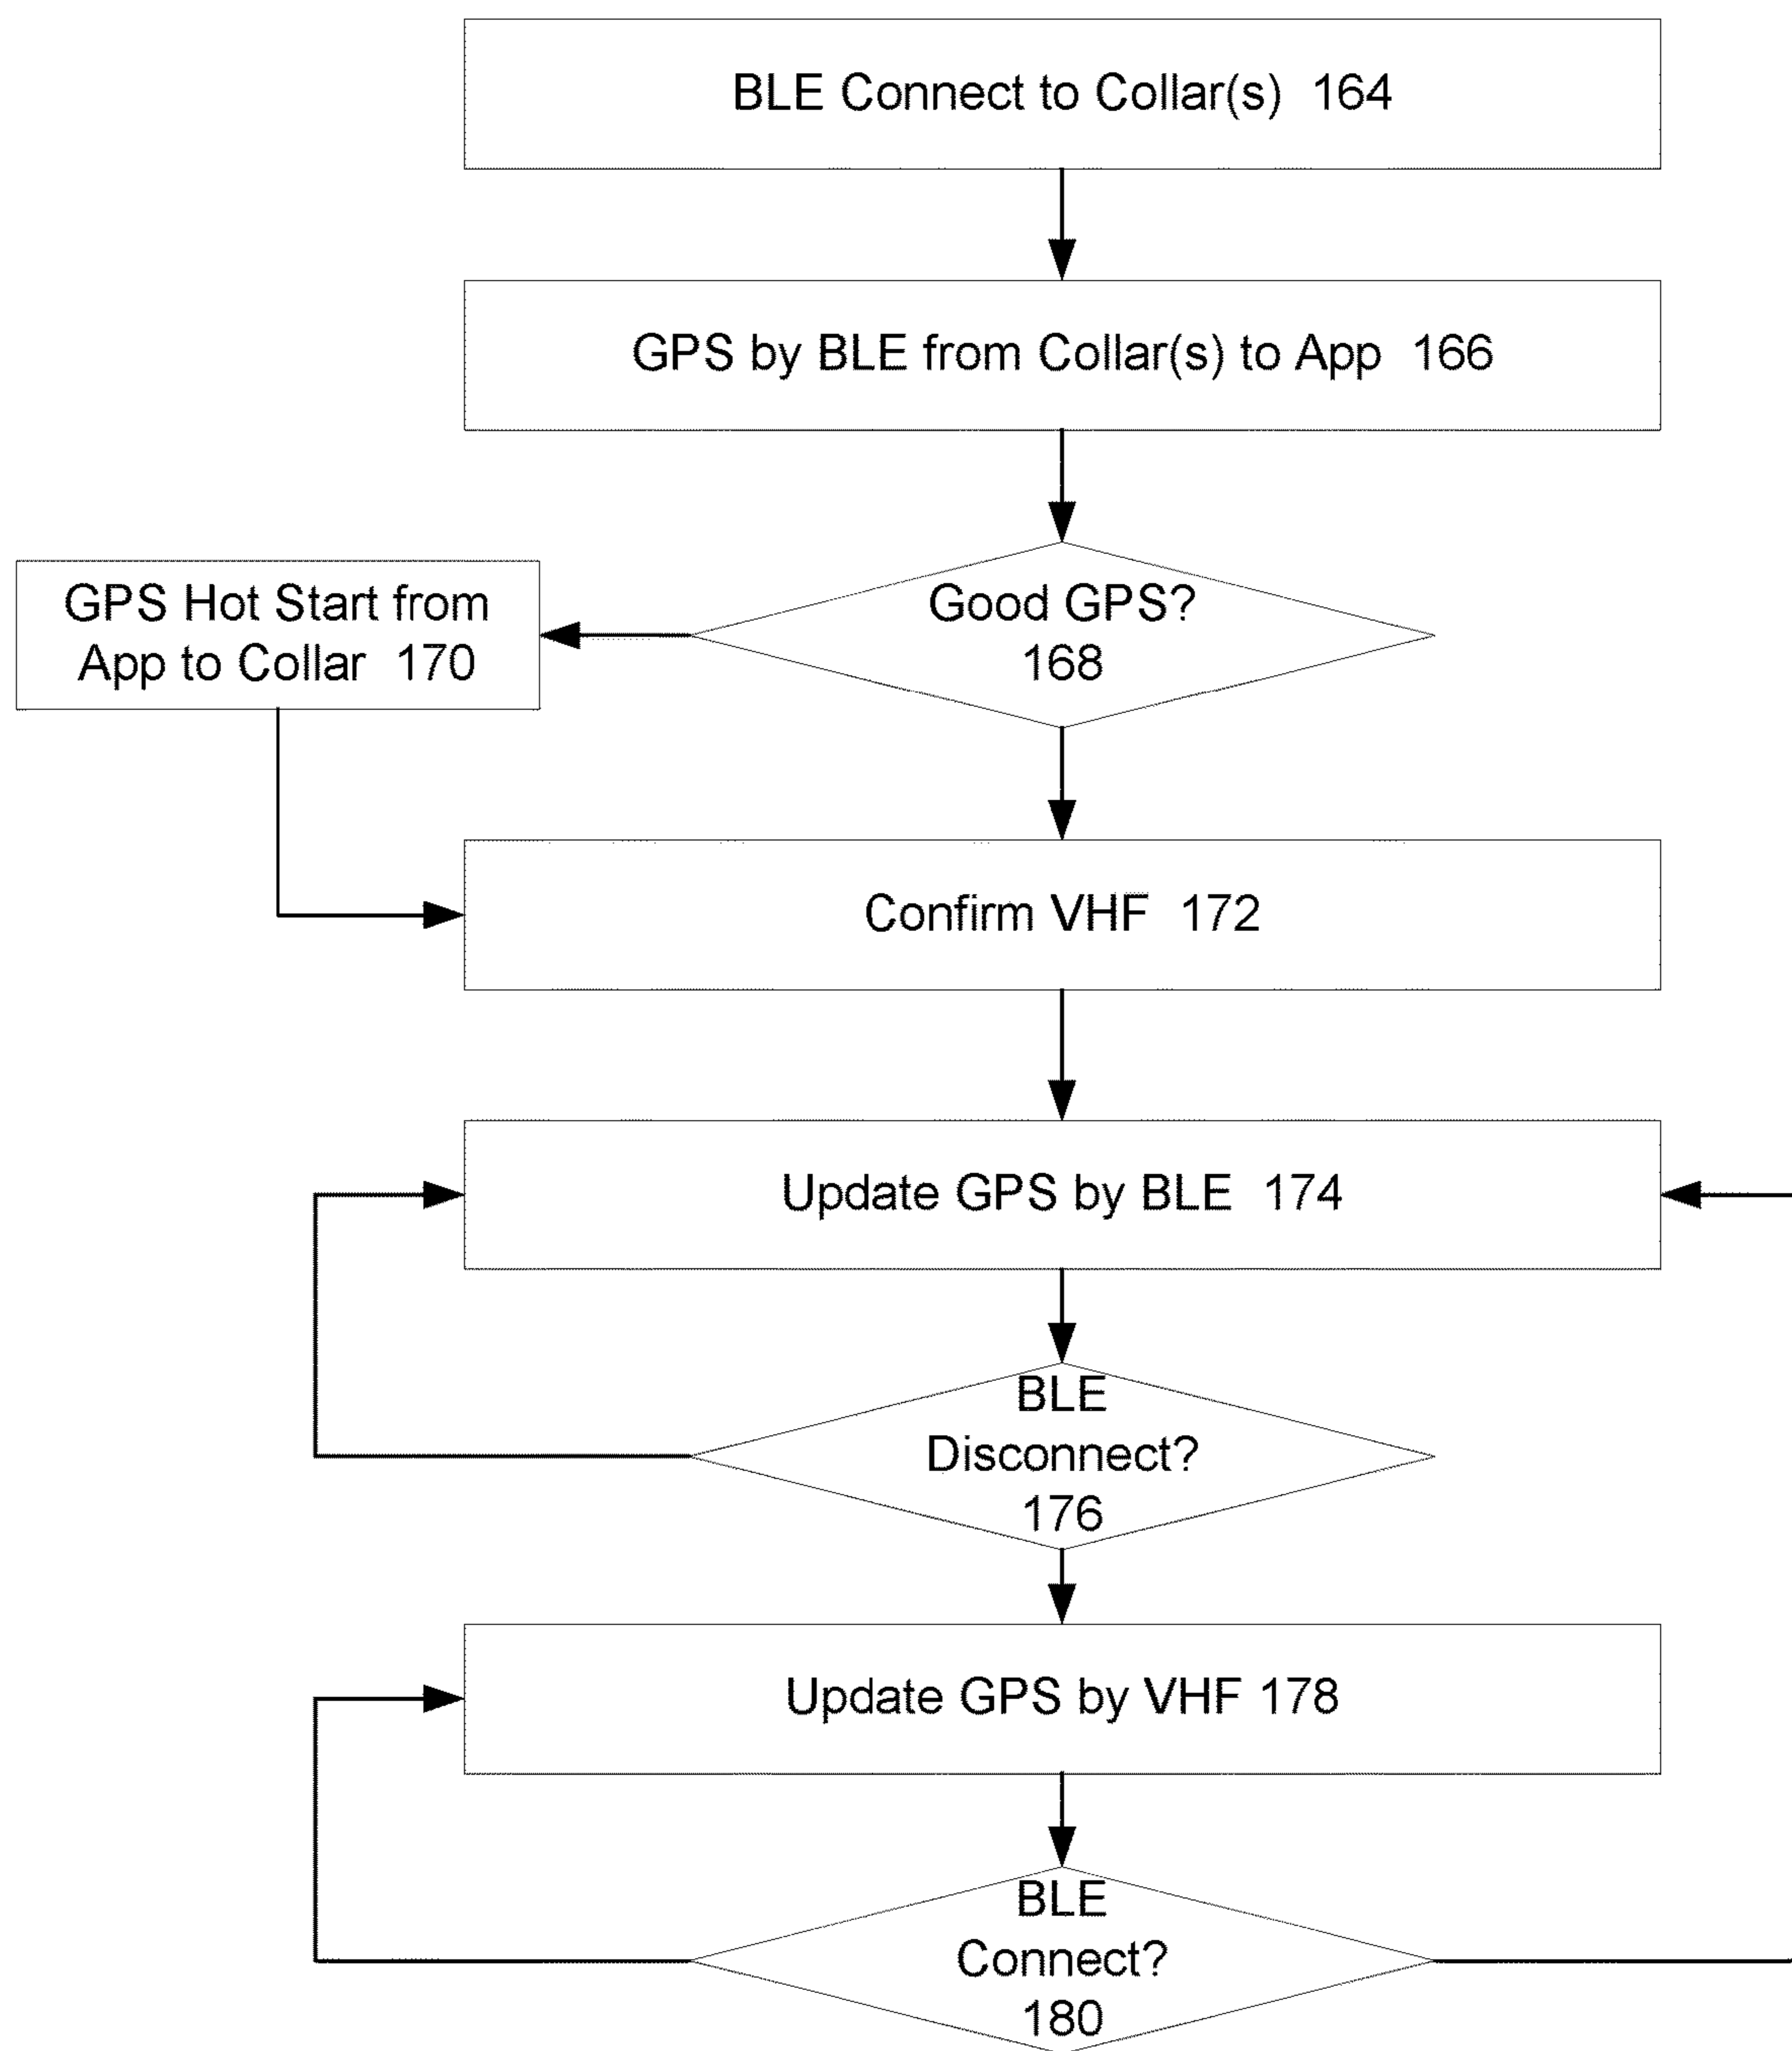 BLE Connect to Collar(s) 164
GPS by BLE from Collar(s) to App 166
Good GPS?
168
GPS Hot Start from
App to Collar 170
Confirm VHF 172
Update GPS by BLE 174
BLE
Disconnect?
176
Update GPS by VHF 178
BLE
Connect?
180